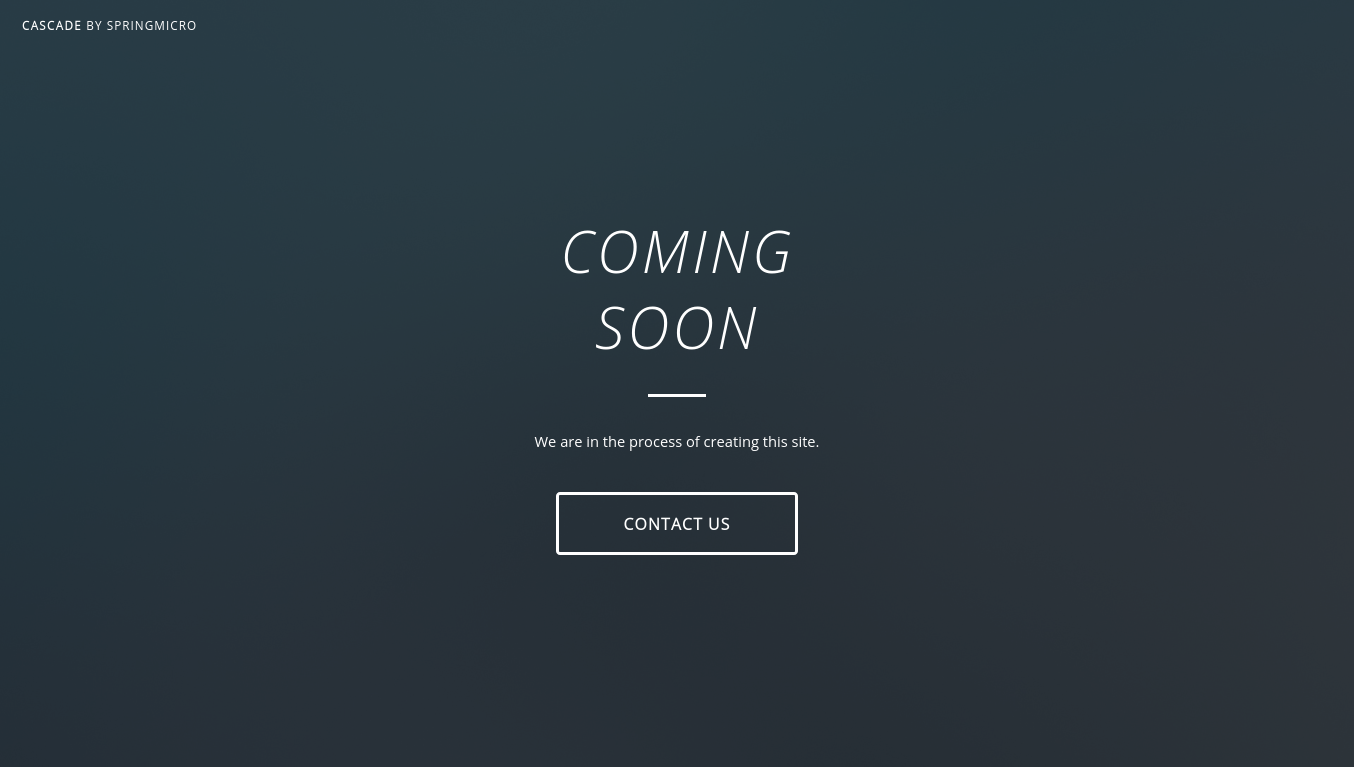 CASCADE BY SPRINGMICRO
COMING
SOON
We are in the process of creating this site.
CONTACT US